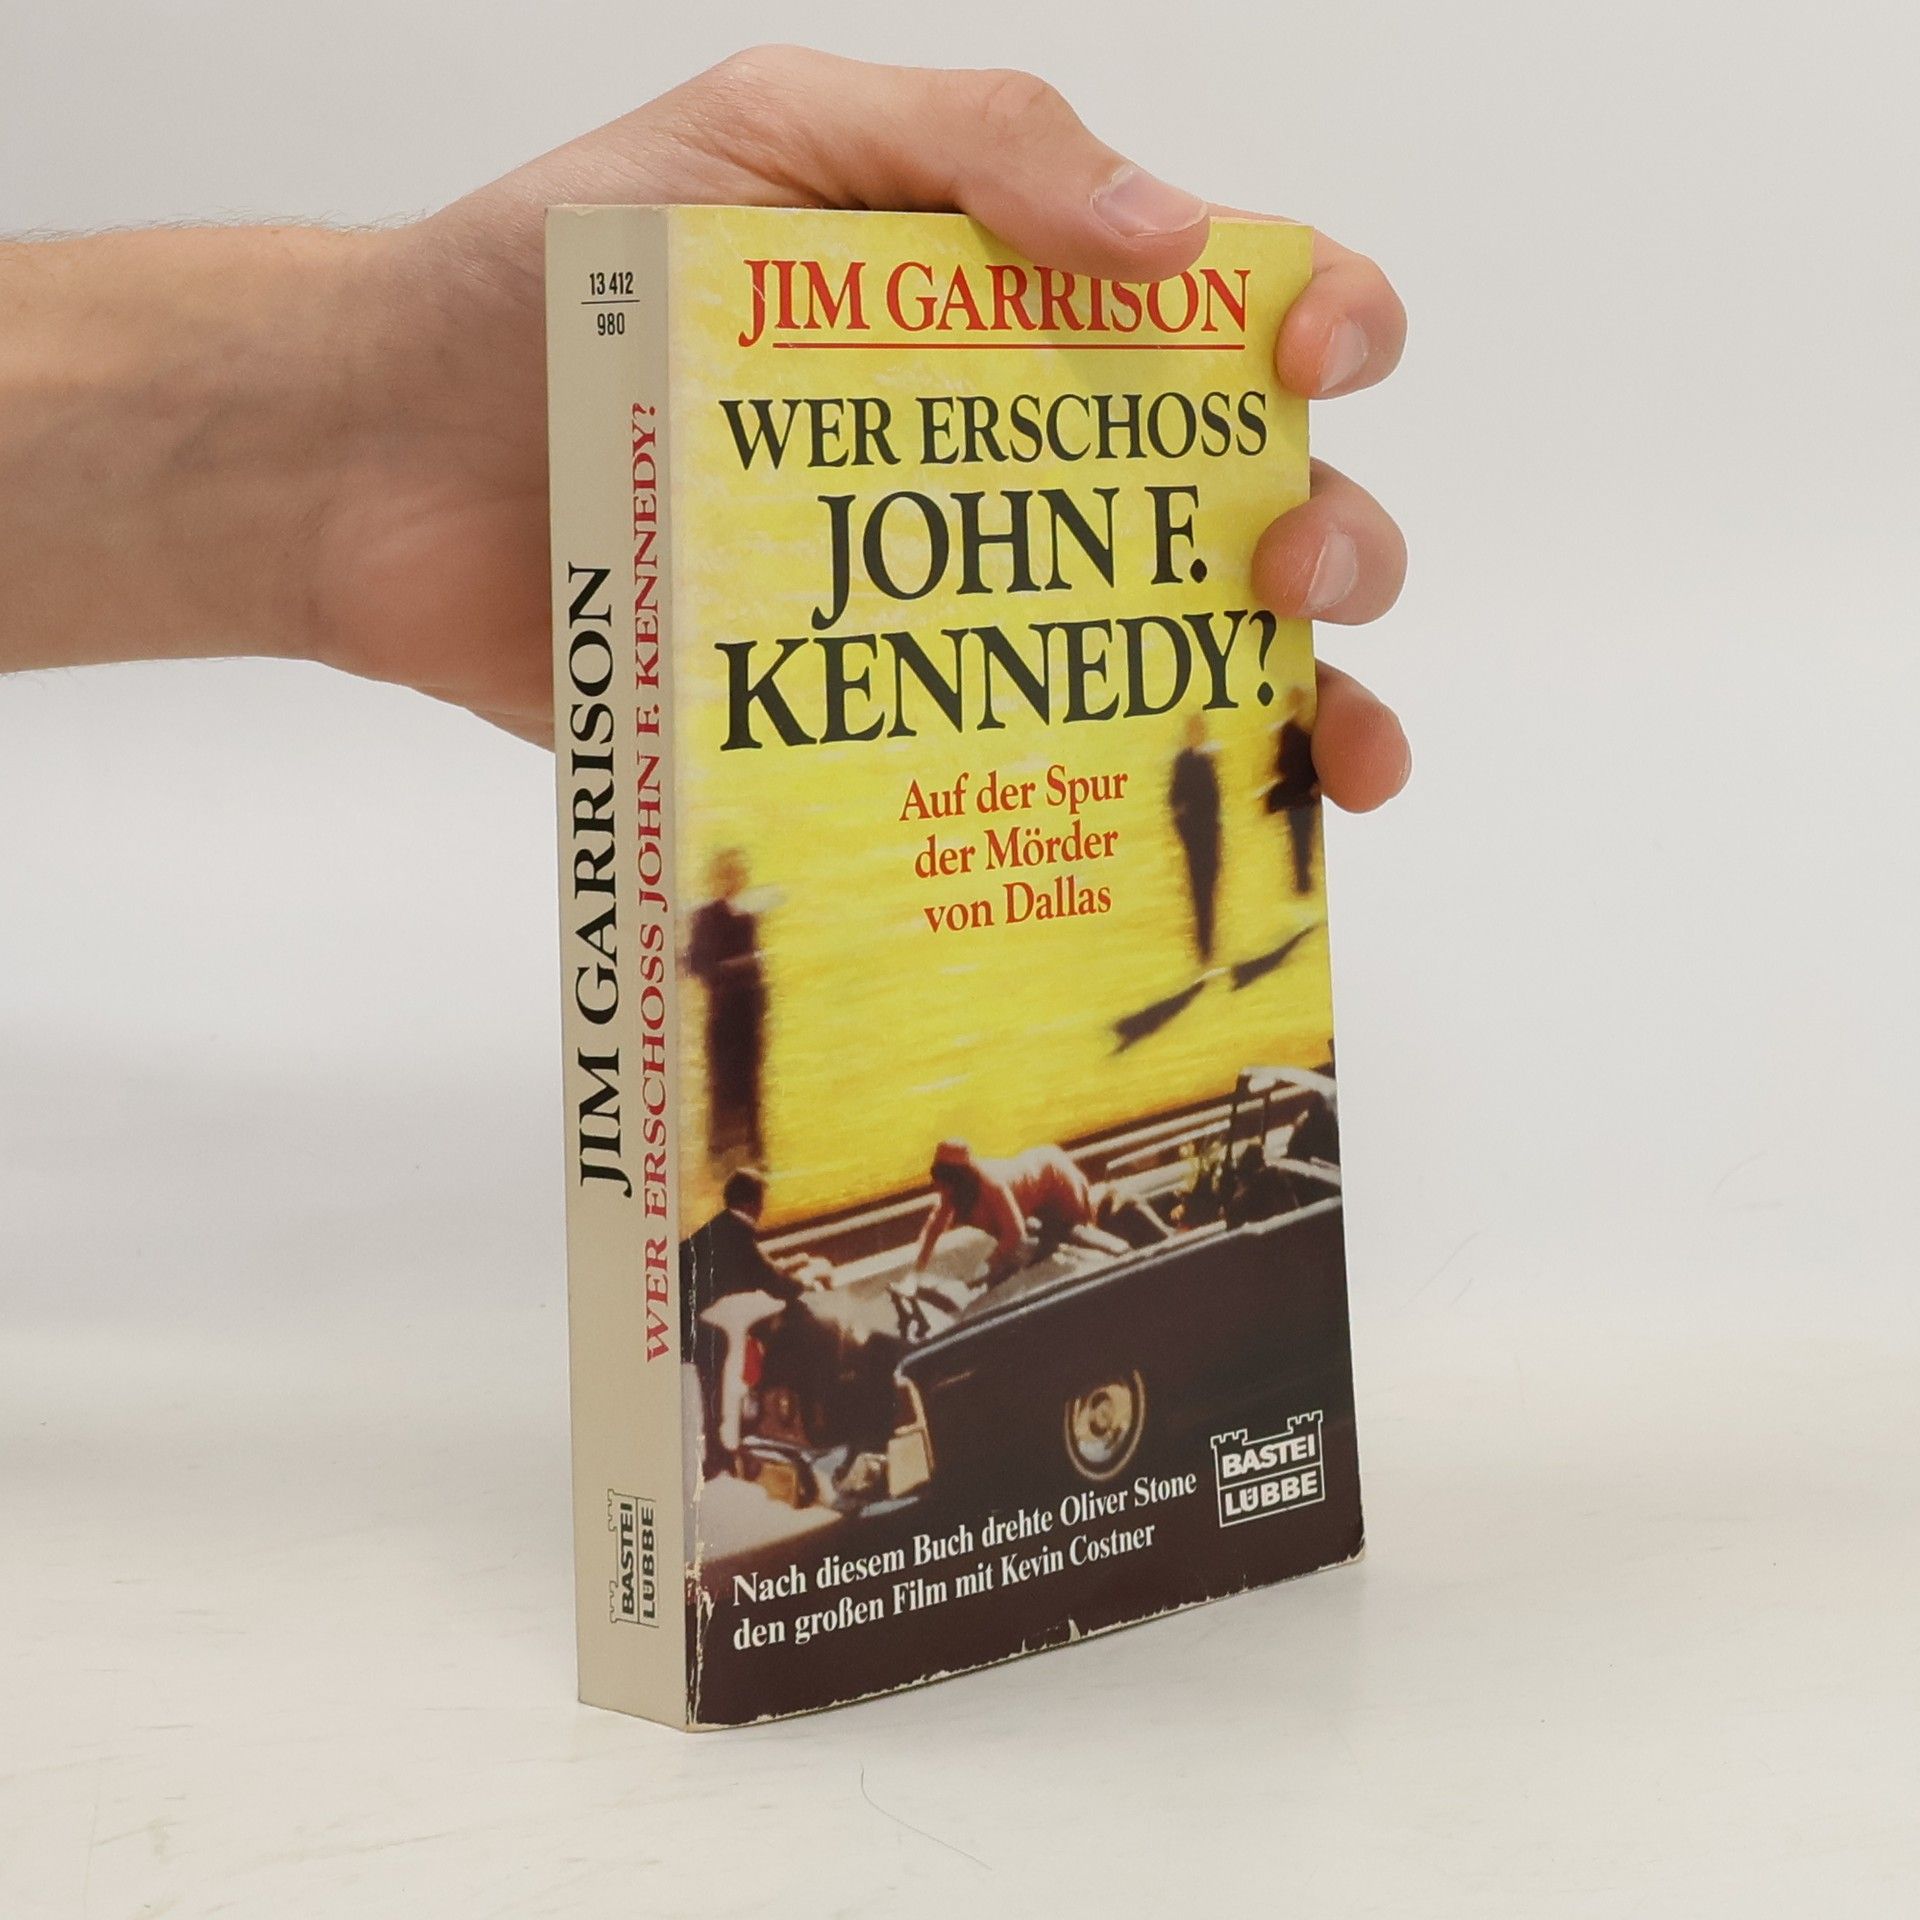 13 412
980
JIM GARRISON
WER ERSCHOSS JOHN F. KENNEDY?
BASTEI
LÜBBE
JIM GARRISON
WER ERSCHOSS
JOHN F.
KENNEDY?
Auf der Spur
der Mörder
von Dallas
Nach diesem Buch drehte Oliver Stone
den großen Film mit Kevin Costner
BASTEI
LÜBBE